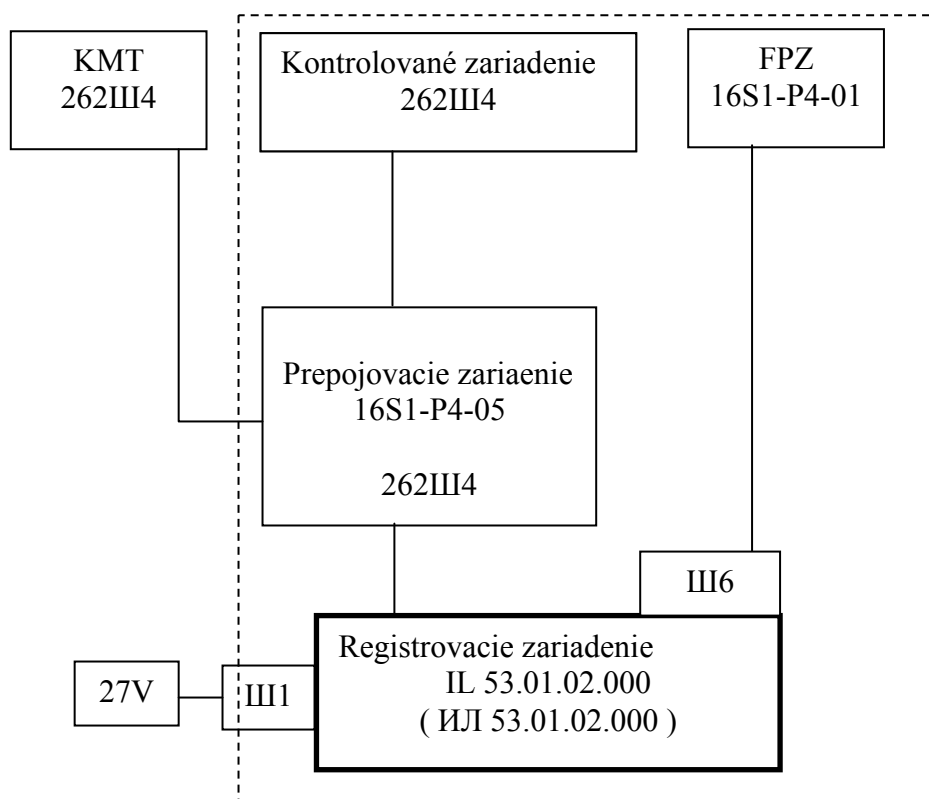 KMT
262Ш4
Kontrolované zariadenie
262Ш4
FPZ
16S1-P4-01
Prepojovacie zariaenie
16S1-P4-05
262Ш4
Ш6
Registrovacie zariadenie
IL 53.01.02.000
( ИЛ 53.01.02.000 )
27V
Ш1